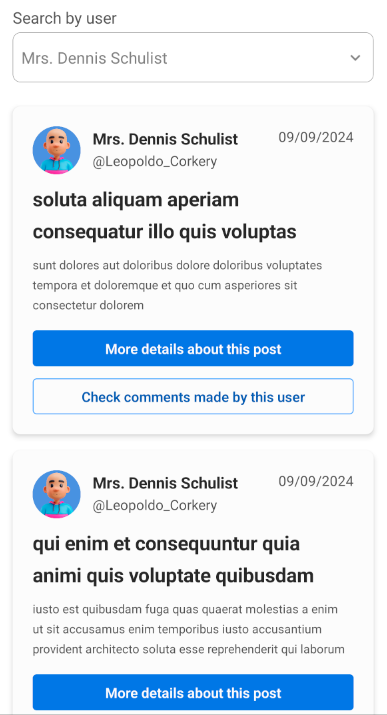 Search by user
Mrs. Dennis Schulist
Mrs. Dennis Schulist
09/09/2024
@Leopoldo_Corkery
soluta aliquam aperiam
consequatur illo quis voluptas
sunt dolores aut doloribus dolore doloribus voluptates
tempora et doloremque et quo cum asperiores sit
consectetur dolorem
More details about this post
Check comments made by this user
Mrs. Dennis Schulist
09/09/2024
@Leopoldo_Corkery
qui enim et consequuntur quia
animi quis voluptate quibusdam
iusto est quibusdam fuga quas quaerat molestias a enim
ut sit accusamus enim temporibus iusto accusantium
provident architecto soluta esse reprehenderit qui laborum
More details about this post